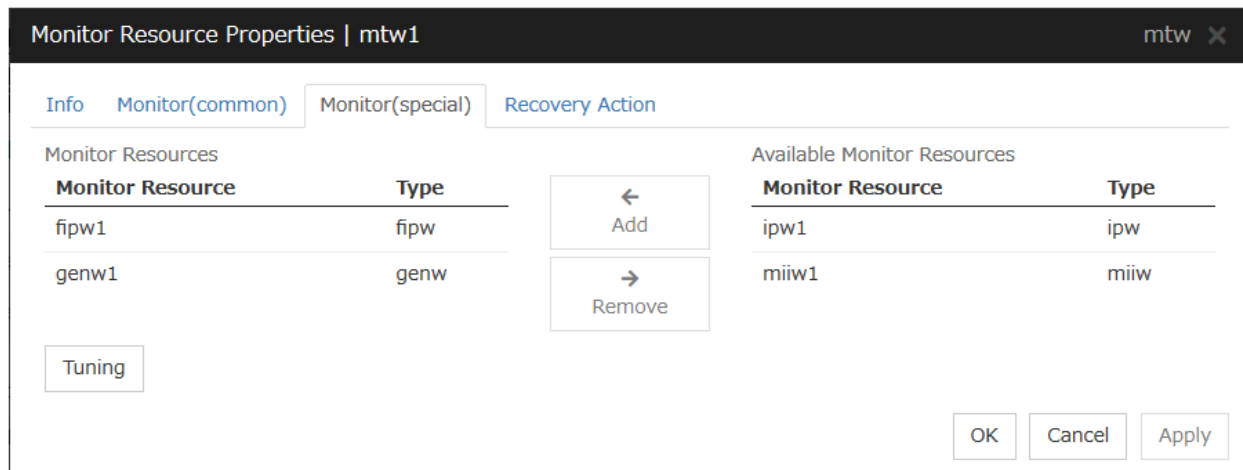 Monitor Resource Properties | mtw1 mtw ×
Info Monitor(common) Monitor(special) Recovery Action
Monitor Resources Available Monitor Resources
Monitor Resource Type Monitor Resource Type
fipw1 fipw Add ipw1 ipw
genw1 genw Remove miiw1 miiw
Tuning
OK Cancel Apply